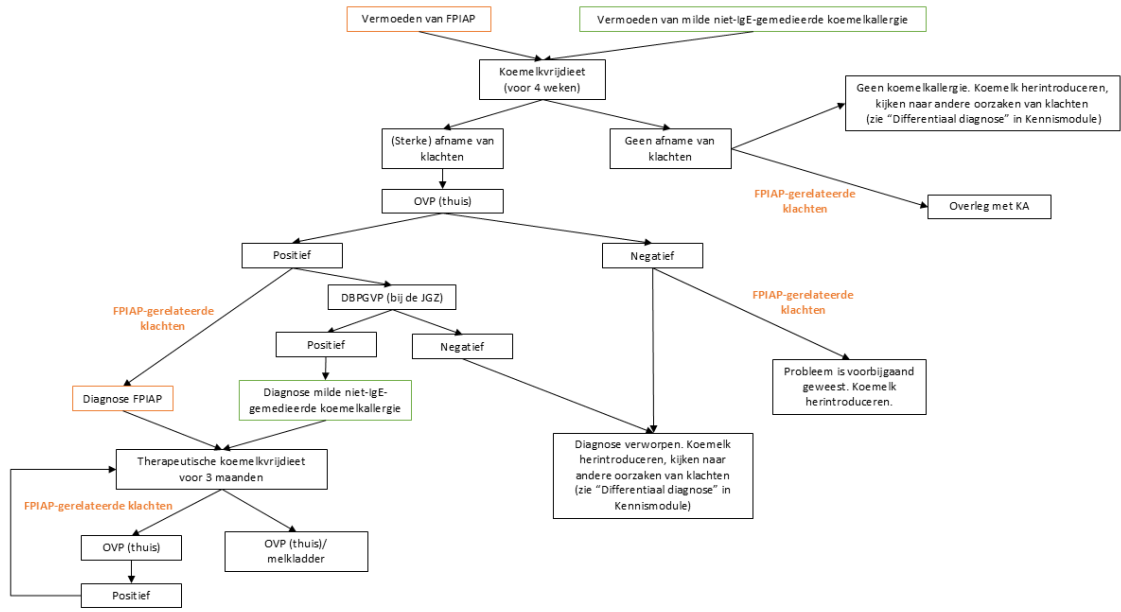 Vermoeden van FPIAP
Vermoeden van milde niet-IgE-gemedieerde koemelkallergie
Koemelkvrijdieet
(voor 4 weken)
Geen koemelkallergie. Koemelk herintroduceren,
kijken naar andere oorzaken van klachten
(zie “Differentiaal diagnose” in Kennismodule)
(Sterke) afname van
klachten
Geen afname van
klachten
FPIAP-gerelateerde
klachten
OVP (thuis)
Overleg met KA
Positief
Negatief
DBPGVP (bij de JGZ)
FPIAP-gerelateerde
klachten
FPIAP-gerelateerde
klachten
Positief
Negatief
Probleem is voorbijgaand
geweest. Koemelk
herintroduceren.
Diagnose FPIAP
Diagnose milde niet-IgE-
gemedieerde koemelkallergie
Diagnose verworpen. Koemelk
herintroduceren, kijken naar
andere oorzaken van klachten
(zie “Differentiaal diagnose” in
Kennismodule)
Therapeutische koemelkvrijdieet
voor 3 maanden
FPIAP-gerelateerde klachten
OVP (thuis)
OVP (thuis)/
melkladder
Positief